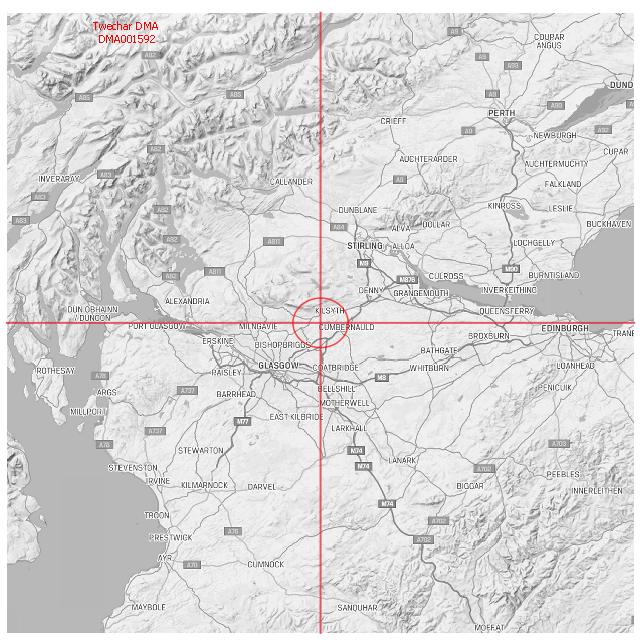 Twechar DMA
DMA001592
A82
A9
COUPAR
ANGUS
A9
A93
A85
A85
A9
DUND
A90
PERTH
CRIEFF
A9
NEWBURGH
A92
A82
AUCHTERARDER
AUCHTERMUCHTY
CUPAR
INVERARAY
A83
A83
CALLANDER
A9
FALKLAND
A83
A82
DUNBLANE
KINROSS
LESLIE
A84
ALVA
DOLLAR
BUCKHAVEN
A82
A811
STIRLING
ALLOA
LOCHGELLY
A82
A811
M9
M876
CULROSS
M90
BURNTISLAND
DENNY
GRANGEMOUTH
INVERKEITHING
ALEXANDRIA
DUN OBHAINN
/ DUNOON
KILSYTH
QUEENSFERRY
PORT GLASGOW
MILNGAVIE
CUMBERNAULD
EDINBURGH
TRANE
ERSKINE
BISHOPBRIGGS
BROXBURN
BATHGATE
ROTHESAY
A78
PAISLEY
GLASGOW
COATBRIDGE
M8
WHITBURN
LOANHEAD
ARGS
A737
BARRHEAD
BELLSHILL
PENICUIK
MILLPORT
M77
EAST KILBRIDE
MOTHERWELL
A78
A737
LARKHALL
A703
STEWARTON
M74
STEVENSTON
M74
LANARK
A702
PEEBLES
IRVINE
KILMARNOCK
DARVEL
BIGGAR
INNERLEITHEN
TROON
M74
PRESTWICK
A76
A702
A702
AYR
A70
CUMNOCK
MAYBOLE
SANQUHAR
MOFFAT